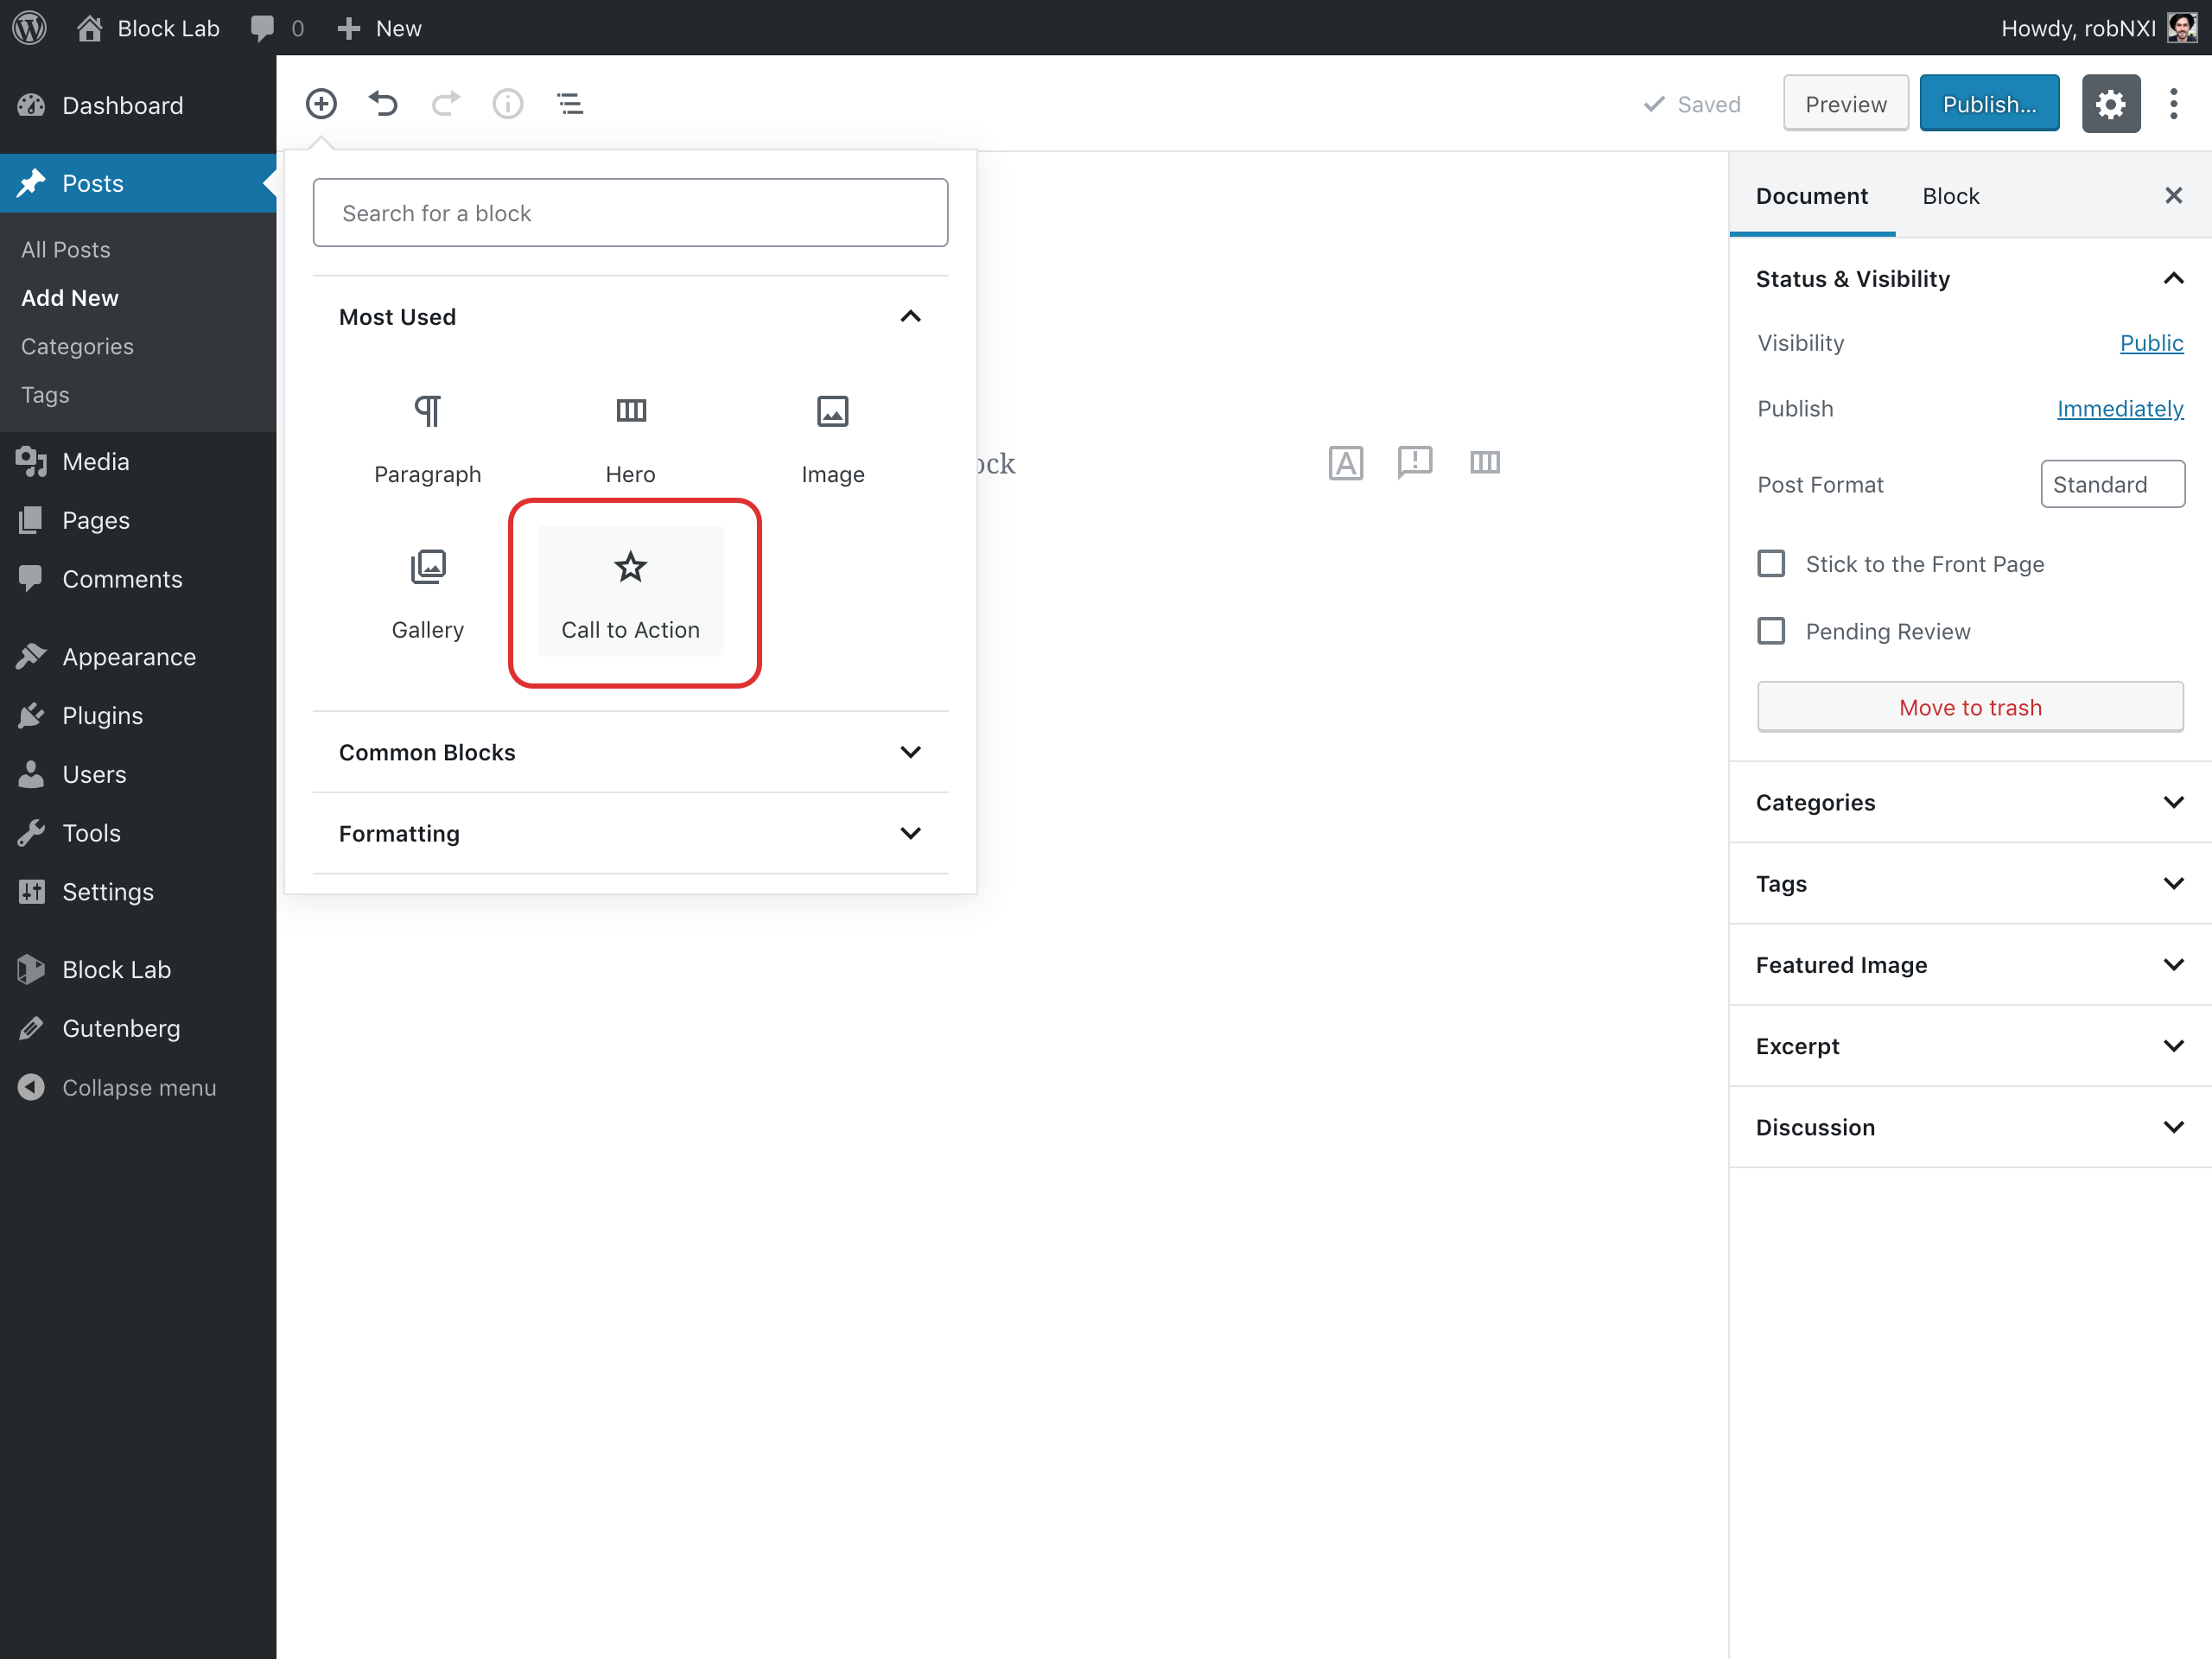 Block Lab
0
New
Howdy, robNXI
Dashboard
Posts
All Posts
Add New
Categories
Tags
Media
Pages
Comments
Appearance
Plugins
Users
Tools
Settings
Block Lab
Gutenberg
Collapse menu
Saved
Preview
Publish...
Search for a block
Most Used
Paragraph
Hero
Image
Gallery
Call to Action
Common Blocks
Formatting
ock
Document
Block
Status & Visibility
Visibility
Public
Publish
Immediately
Post Format
Standard
Stick to the Front Page
Pending Review
Move to trash
Categories
Tags
Featured Image
Excerpt
Discussion